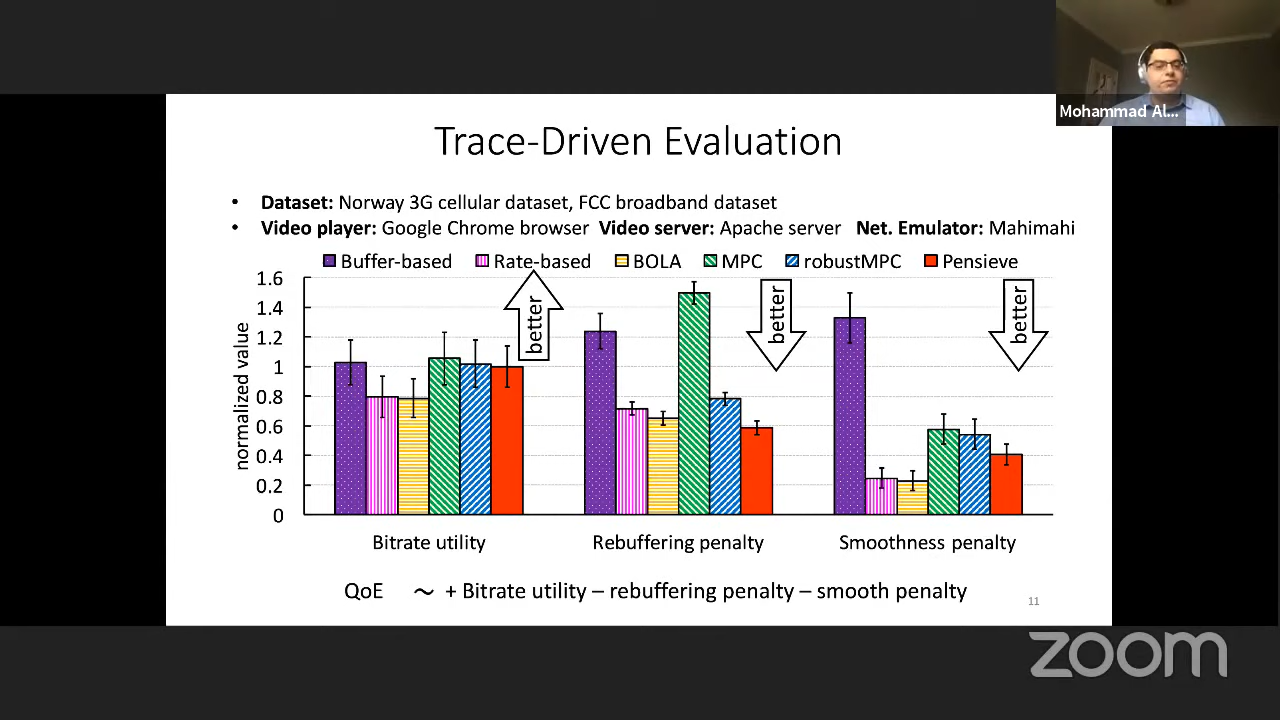 Mohammad Al...
Trace-Driven Evaluation
• Dataset: Norway 3G cellular dataset, FCC broadband dataset
• Video player: Google Chrome browser Video server: Apache server Net. Emulator: Mahimahi
Buffer-based Rate-based BOLA MPC robustMPC Pensieve
normalized value
1.6
1.4
1.2
1
0.8
0.6
0.4
0.2
0
better
better
better
Bitrate utility Rebuffering penalty Smoothness penalty
QoE ~ + Bitrate utility – rebuffering penalty – smooth penalty
11
zoom